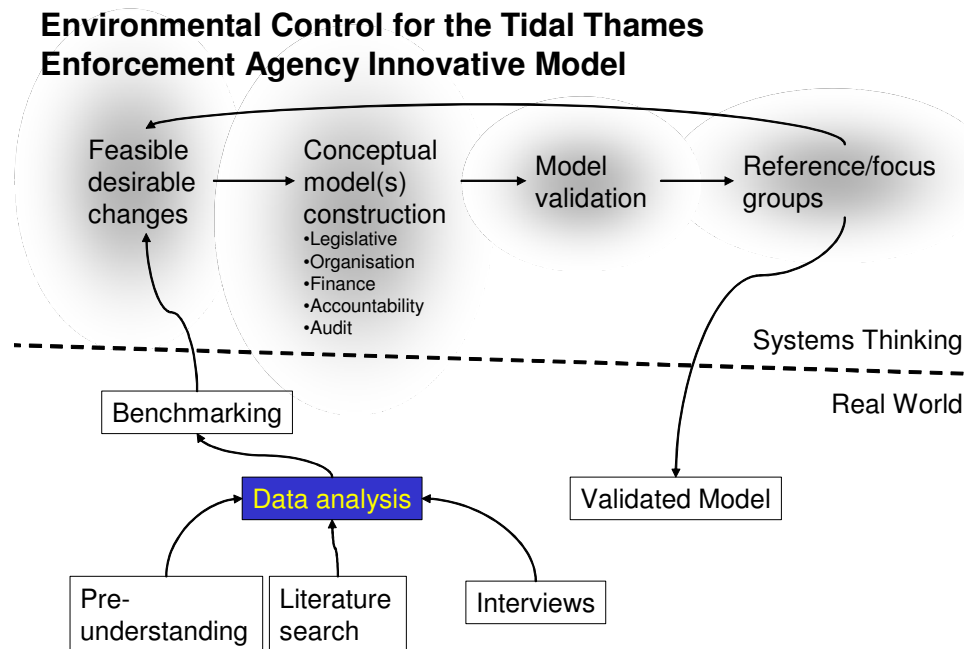 Environmental Control for the Tidal Thames
Enforcement Agency Innovative Model
Feasible
desirable
changes
Conceptual
model(s)
construction
•Legislative
•Organisation
•Finance
•Accountability
•Audit
Model
validation
Reference/focus
groups
Systems Thinking
Real World
Benchmarking
Data analysis
Validated Model
Pre-
understanding
Literature
search
Interviews